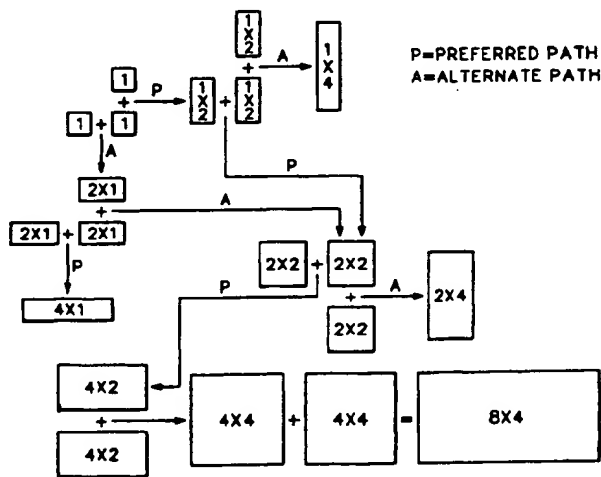 P=PREFERRED PATH
A=ALTERNATE PATH
1X2
+
1X2
+
1X2
A
1X4
1
+
1
+
1
P
A
P
2X1
+
2X1
+
2X1
A
P
4X1
2X2
+
2X2
+
2X2
A
2X4
P
4X2
+
4X2
4X4
+
4X4
=
8X4